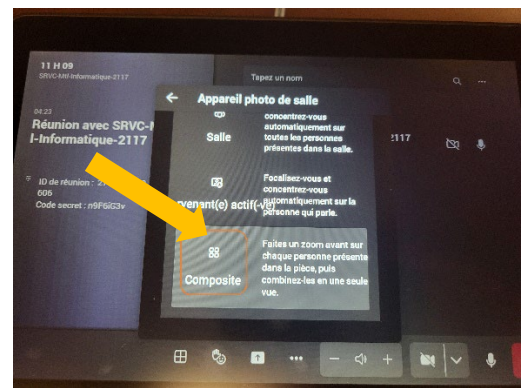 11 H 09
SRVC-Mtl-Informatique-2117
Tapez un nom
04:23
Réunion avec SRVC-
l-Informatique-2117
ID de réunion :
606
Code secret : n9F6iG3v
Appareil photo de salle
Salle
concentrez-vous
automatiquement sur
toutes les personnes
présentes dans la salle.
rvenant(e) actif(-ve)
Focalisez-vous et
concentrez-vous
automatiquement sur la
personne qui parle.
Composite
Faites un zoom avant sur
chaque personne présente
dans la pièce, puis
combinez-les en une seule
vue.
2117